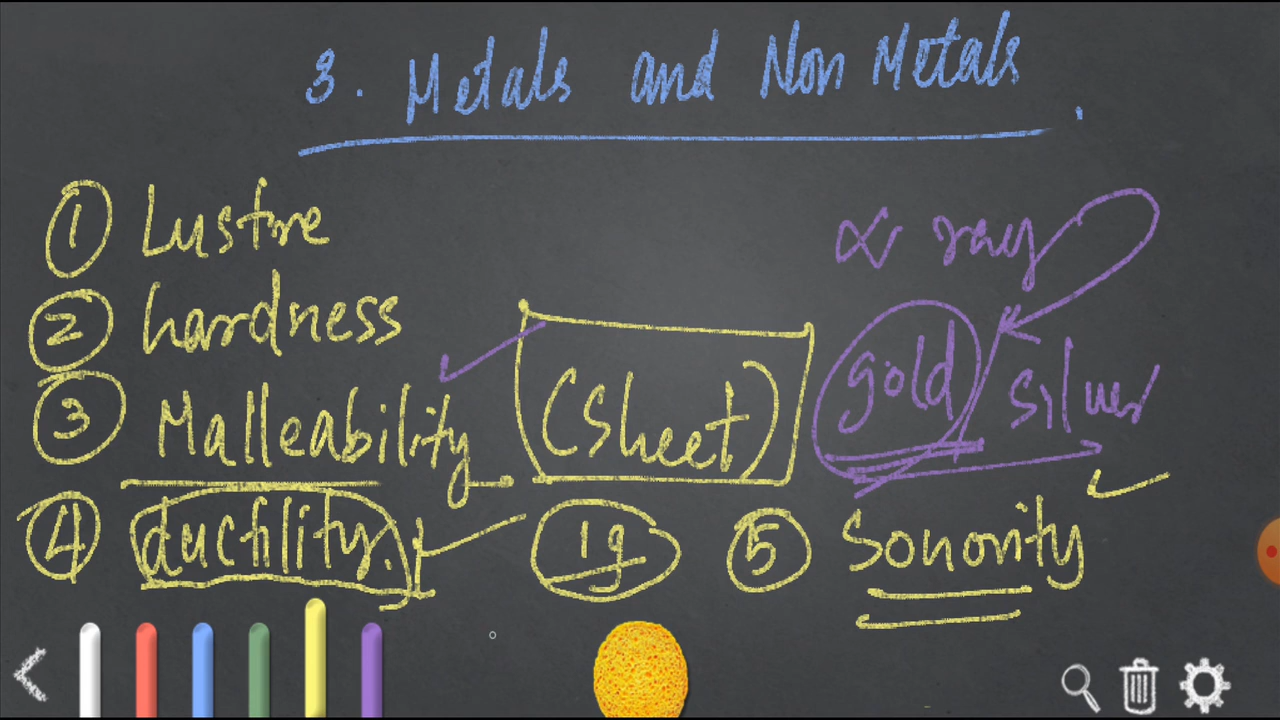 3. Metals and Non Metals.
① Lustre
② hardness
③ Malleability (Sheet)
α ray
gold silver
④ ductility. 1g ⑤ Sonority